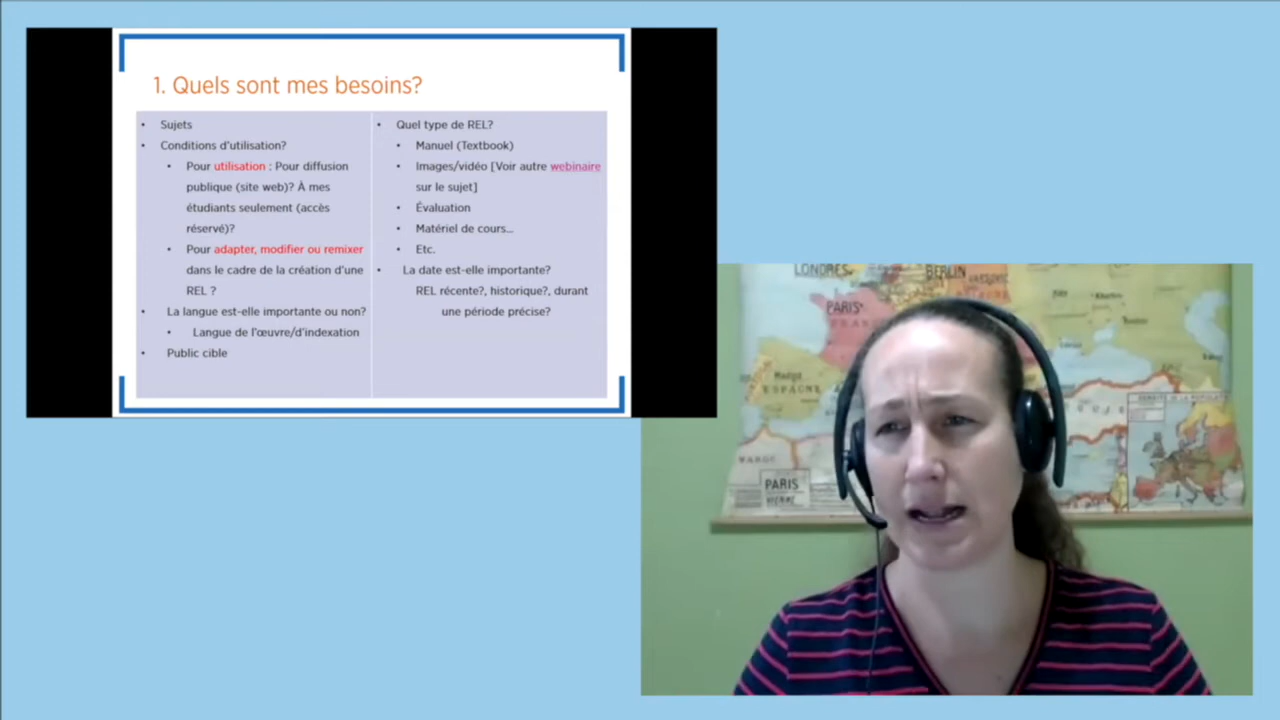 1. Quels sont mes besoins?
• Sujets
• Conditions d'utilisation?
• Pour utilisation : Pour diffusion
publique (site web)? À mes
étudiants seulement (accès
réservé)?
• Pour adapter, modifier ou remixer
dans le cadre de la création d'une
REL ?
• La langue est-elle importante ou non?
• Langue de l'œuvre/d'indexation
• Public cible
• Quel type de REL?
• Manuel (Textbook)
• Images/vidéo [Voir autre webinaire
sur le sujet]
• Évaluation
• Matériel de cours...
• Etc.
• La date est-elle importante?
REL récente?, historique?, durant
une période précise?
LONDRES
BERLIN
VARSOVIE
PARIS
FRANCE
Madrid
ESPAGNE
MAROC
PARIS
VIENNE